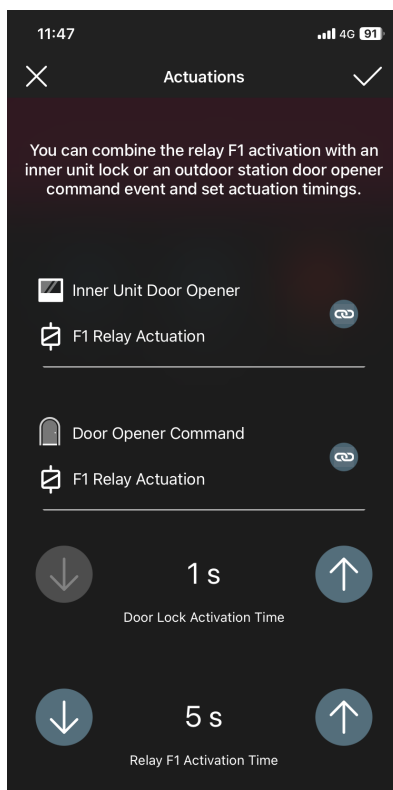 11:47
4G 91
Actuations
You can combine the relay F1 activation with an
inner unit lock or an outdoor station door opener
command event and set actuation timings.
Inner Unit Door Opener
F1 Relay Actuation
Door Opener Command
F1 Relay Actuation
1 s
Door Lock Activation Time
5 s
Relay F1 Activation Time